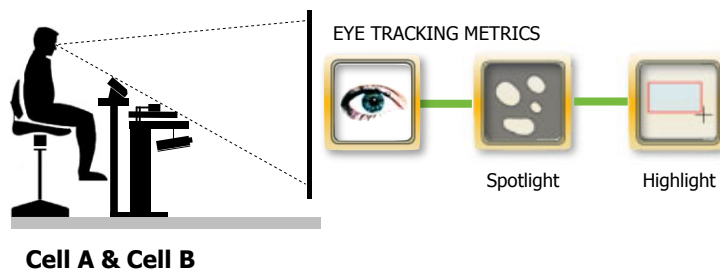 EYE TRACKING METRICS
Spotlight
Highlight
Cell A & Cell B